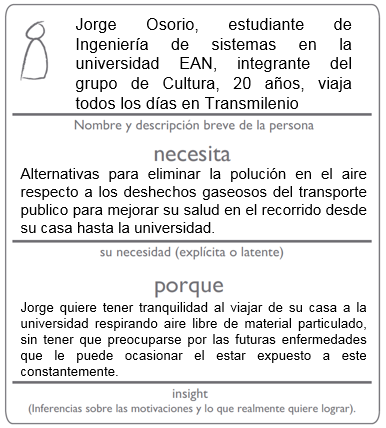 Jorge Osorio, estudiante de
Ingeniería de sistemas en la
universidad EAN, integrante del
grupo de Cultura, 20 años, viaja
todos los días en Transmilenio
Nombre y descripción breve de la persona
necesita
Alternativas para eliminar la polución en el aire
respecto a los deshechos gaseosos del transporte
publico para mejorar su salud en el recorrido desde
su casa hasta la universidad.
su necesidad (explícita o latente)
porque
Jorge quiere tener tranquilidad al viajar de su casa a la
universidad respirando aire libre de material particulado,
sin tener que preocuparse por las futuras enfermedades
que le puede ocasionar el estar expuesto a este
constantemente.
insight
(Inferencias sobre las motivaciones y lo que realmente quiere lograr).